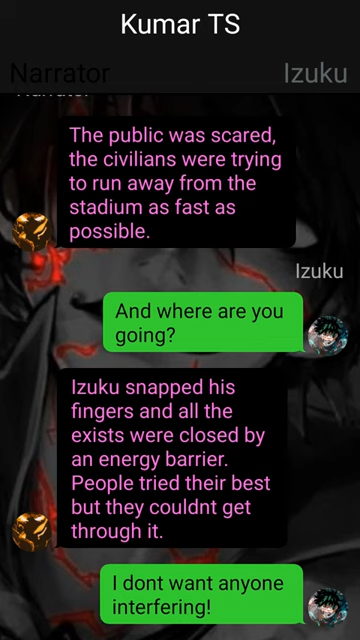 Kumar TS
Narrator
Izuku
Narrator
The public was scared,
the civilians were trying
to run away from the
stadium as fast as
possible.
Izuku
And where are you
going?
Izuku snapped his
fingers and all the
exists were closed by
an energy barrier.
People tried their best
but they couldnt get
through it.
I dont want anyone
interfering!